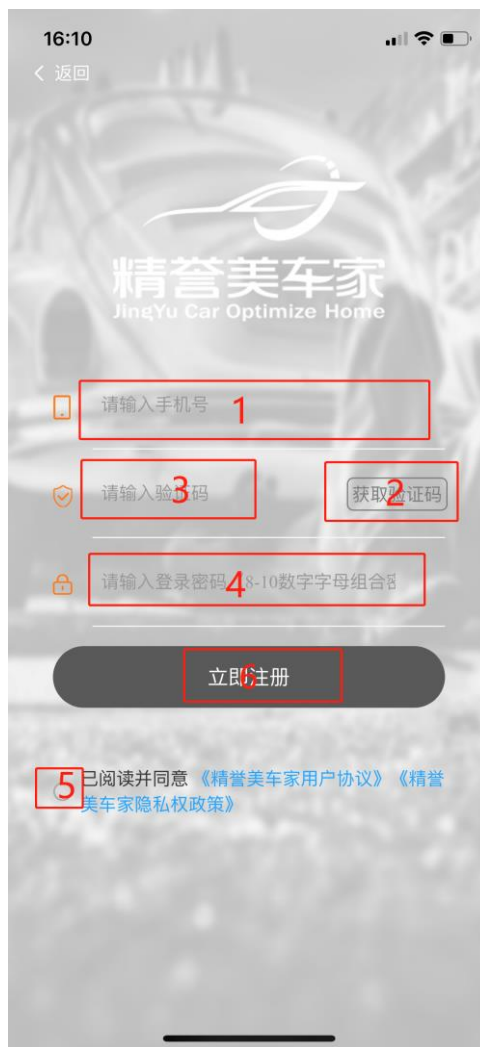 16:10
返回
精誉美车家
JingYu Car Optimize Home
请输入手机号
1
请输入验证码
3
获取验证码
2
请输入登录密码 8-10数字字母组合密
4
立即注册
6
5
已阅读并同意 《精誉美车家用户协议》《精誉
美车家隐私权政策》